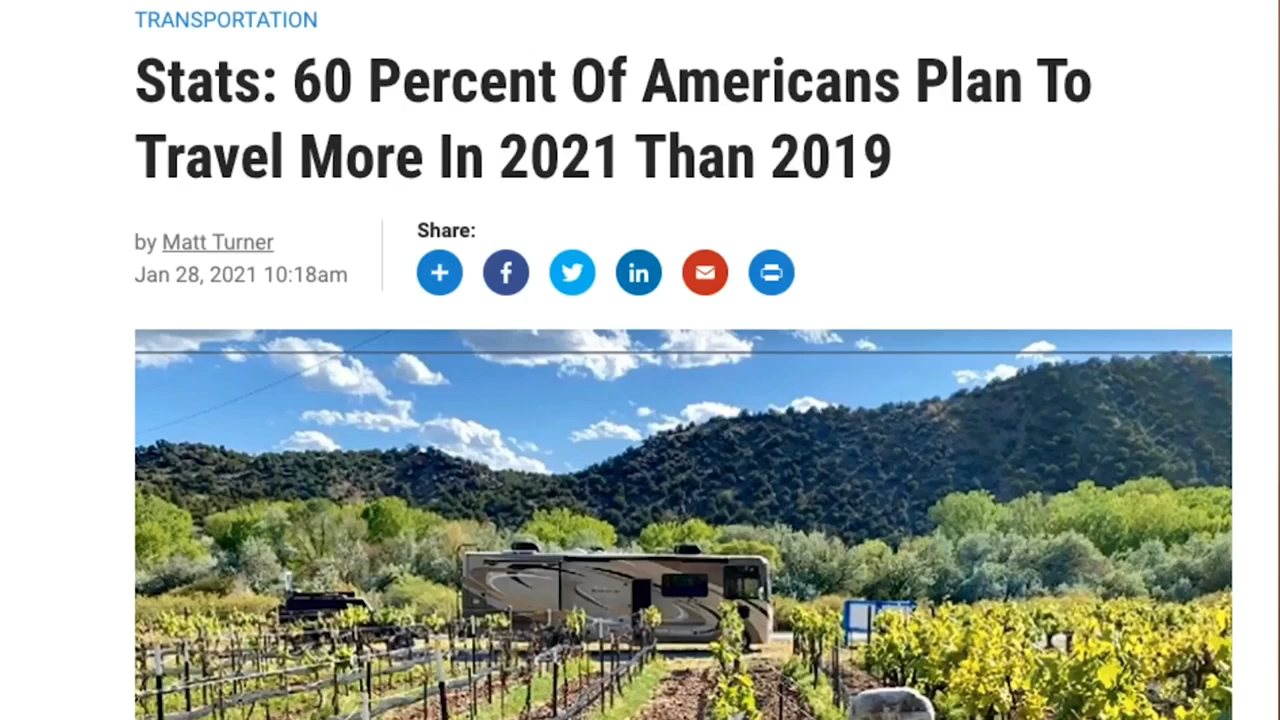 TRANSPORTATION
Stats: 60 Percent Of Americans Plan To
Travel More In 2021 Than 2019
by Matt Turner
Jan 28, 2021 10:18am
Share: